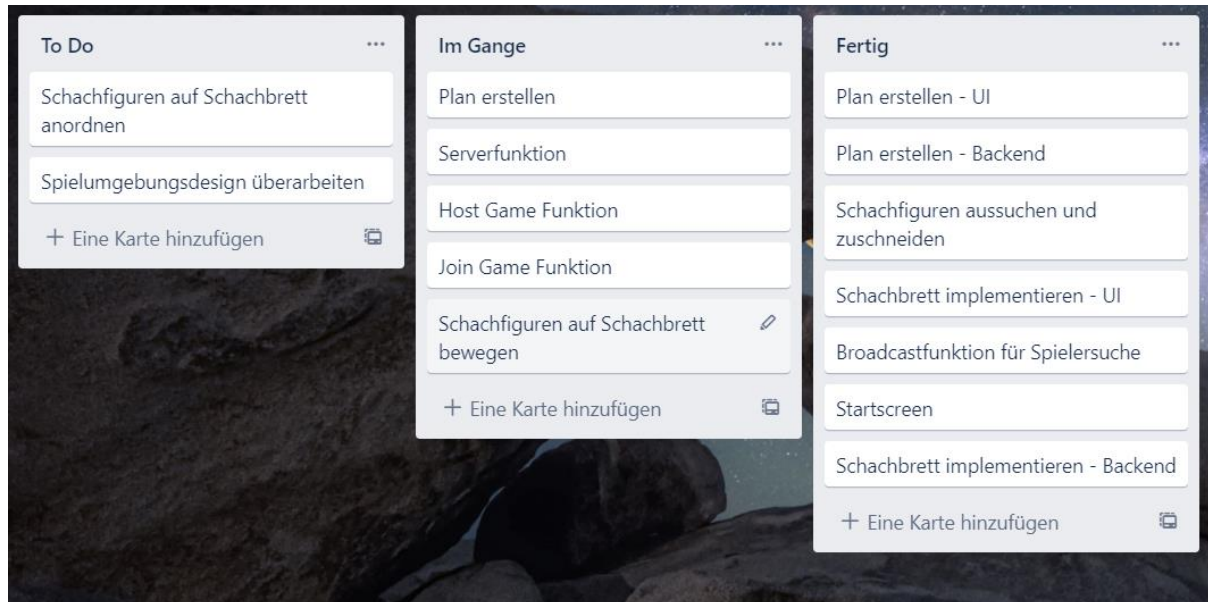 To Do
Schachfiguren auf Schachbrett
anordnen
Spielumgebungsdesign überarbeiten
+ Eine Karte hinzufügen
Im Gange
Plan erstellen
Serverfunktion
Host Game Funktion
Join Game Funktion
Schachfiguren auf Schachbrett
bewegen
+ Eine Karte hinzufügen
Fertig
Plan erstellen - UI
Plan erstellen - Backend
Schachfiguren aussuchen und
zuschneiden
Schachbrett implementieren - UI
Broadcastfunktion für Spielersuche
Startscreen
Schachbrett implementieren - Backend
+ Eine Karte hinzufügen